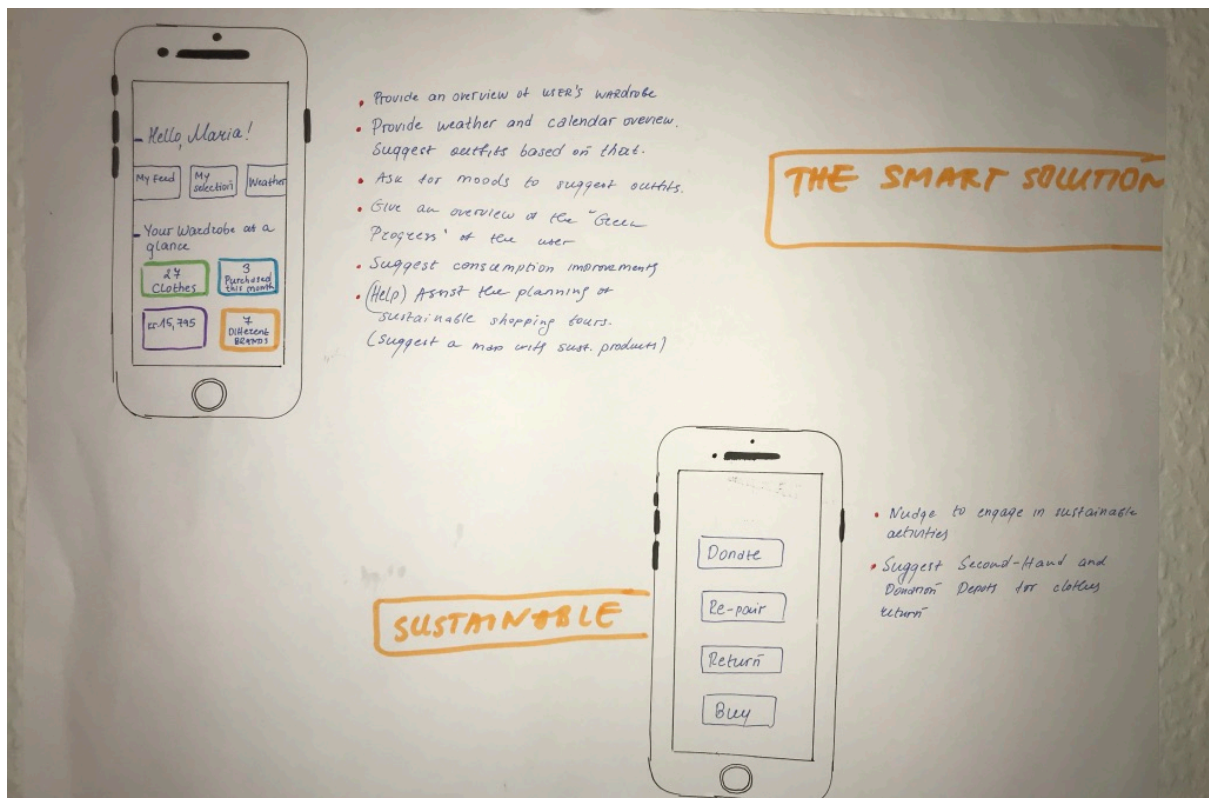 Hello, Maria!
My Feed
My
selection
Weather
Your Wardrobe at a
glance
27
Clothes
3
Purchased
this month
15,795
7
Different
BRANDS
• Provide an overview of USER's WARDrobe
• Provide weather and calendar overview.
Suggest outfits based on that.
• Ask for moods to suggest outfits.
• Give an overview of the "Green
Progress" of the user
• Suggest consumption improvements
• (Help) Assist the planning of
sustainable shopping tours.
(suggest a map with sust. products)
THE SMART SOLUTION
SUSTAINABLE
Donate
Re-pair
Return
Buy
• Nudge to engage in sustainable
activities
• Suggest Second-Hand and
Donation Depots for clothes
return